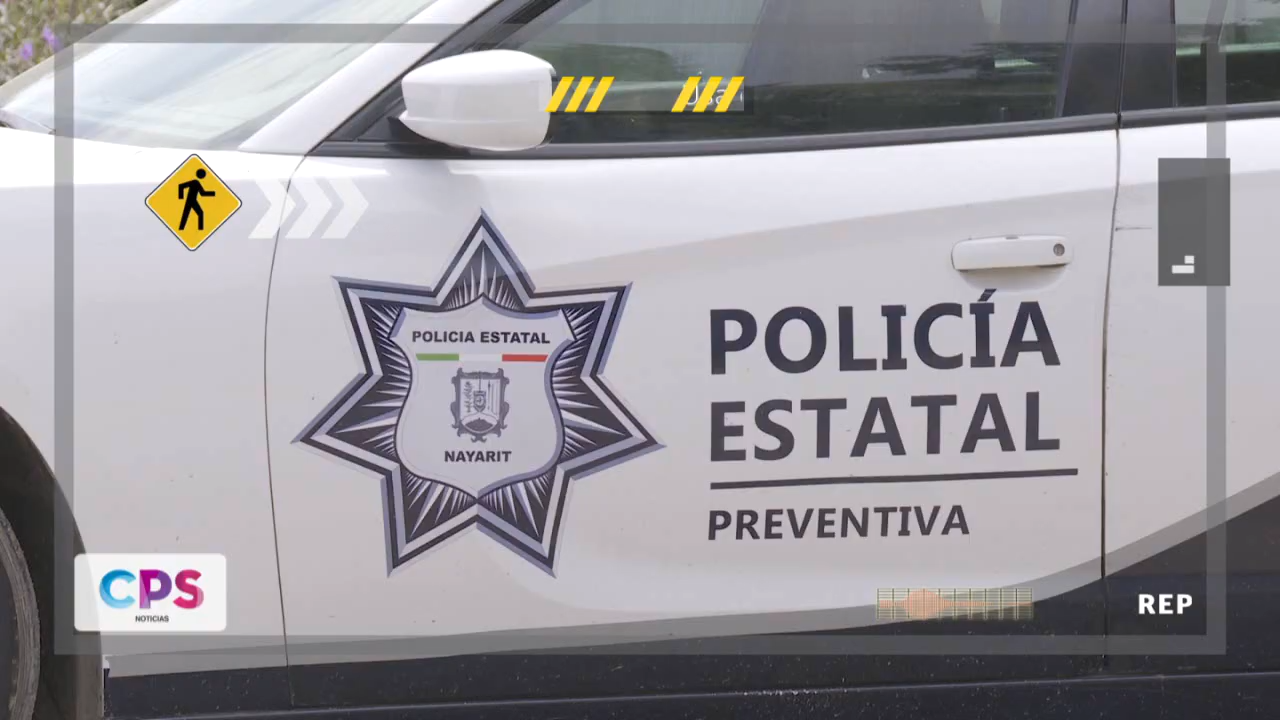 POLICIA ESTATAL
NAYARIT
POLICÍA
ESTATAL
PREVENTIVA
CPS
NOTICIAS
REP